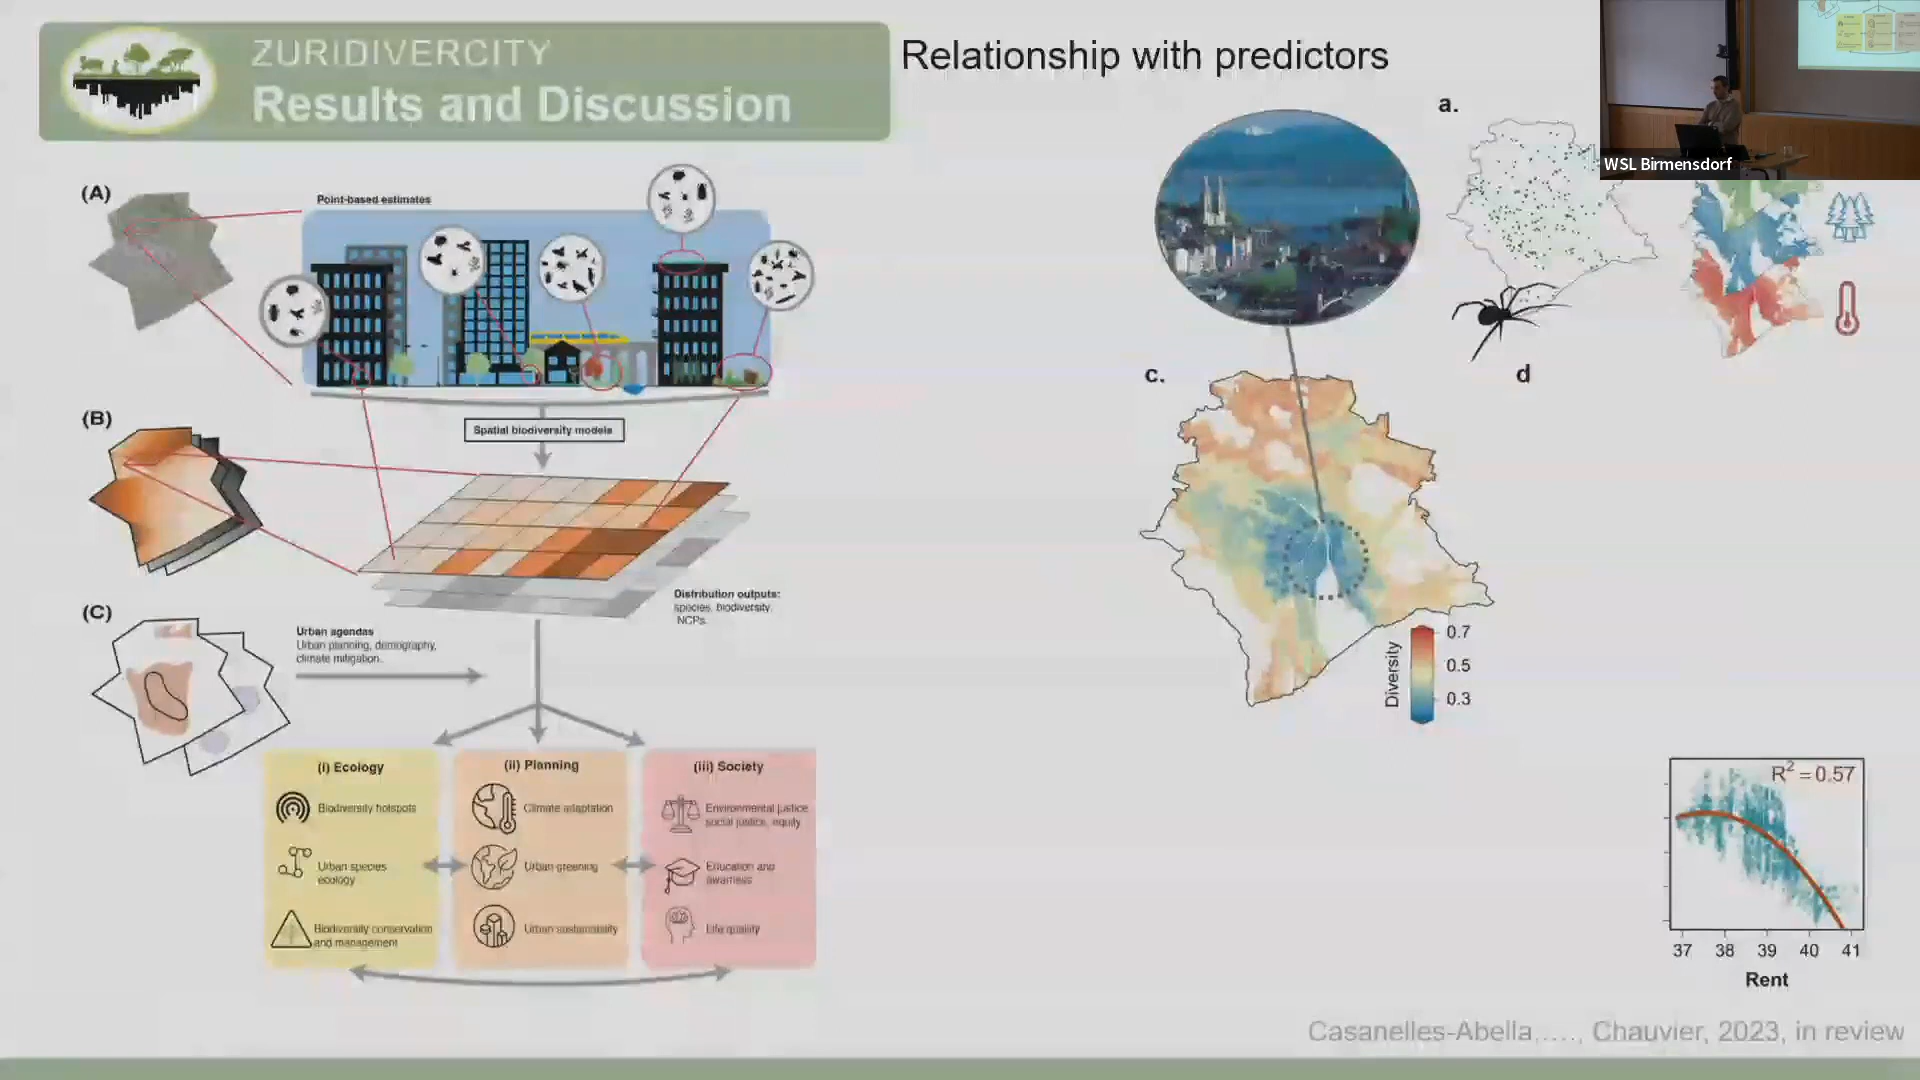 ZURIDIVERCITY
Results and Discussion
Relationship with predictors
WSL Birmensdorf
(A)
Point-based estimates
(B)
Spatial biodiversity models
Distribution outputs:
species, biodiversity,
NCPs.
(C)
Urban agendas
Urban planning, demography,
climate mitigation.
(i) Ecology
Biodiversity hotspots
Urban species
ecology
Biodiversity conservation
and management
(ii) Planning
Climate adaptation
Urban greening
Urban sustainability
(iii) Society
Environmental justice
social justice, equity
Education and
awareness
Life quality
a.
c.
d
Diversity
0.7
0.5
0.3
R² = 0.57
37 38 39 40 41
Rent
Casanelles-Abella,...., Chauvier, 2023, in review